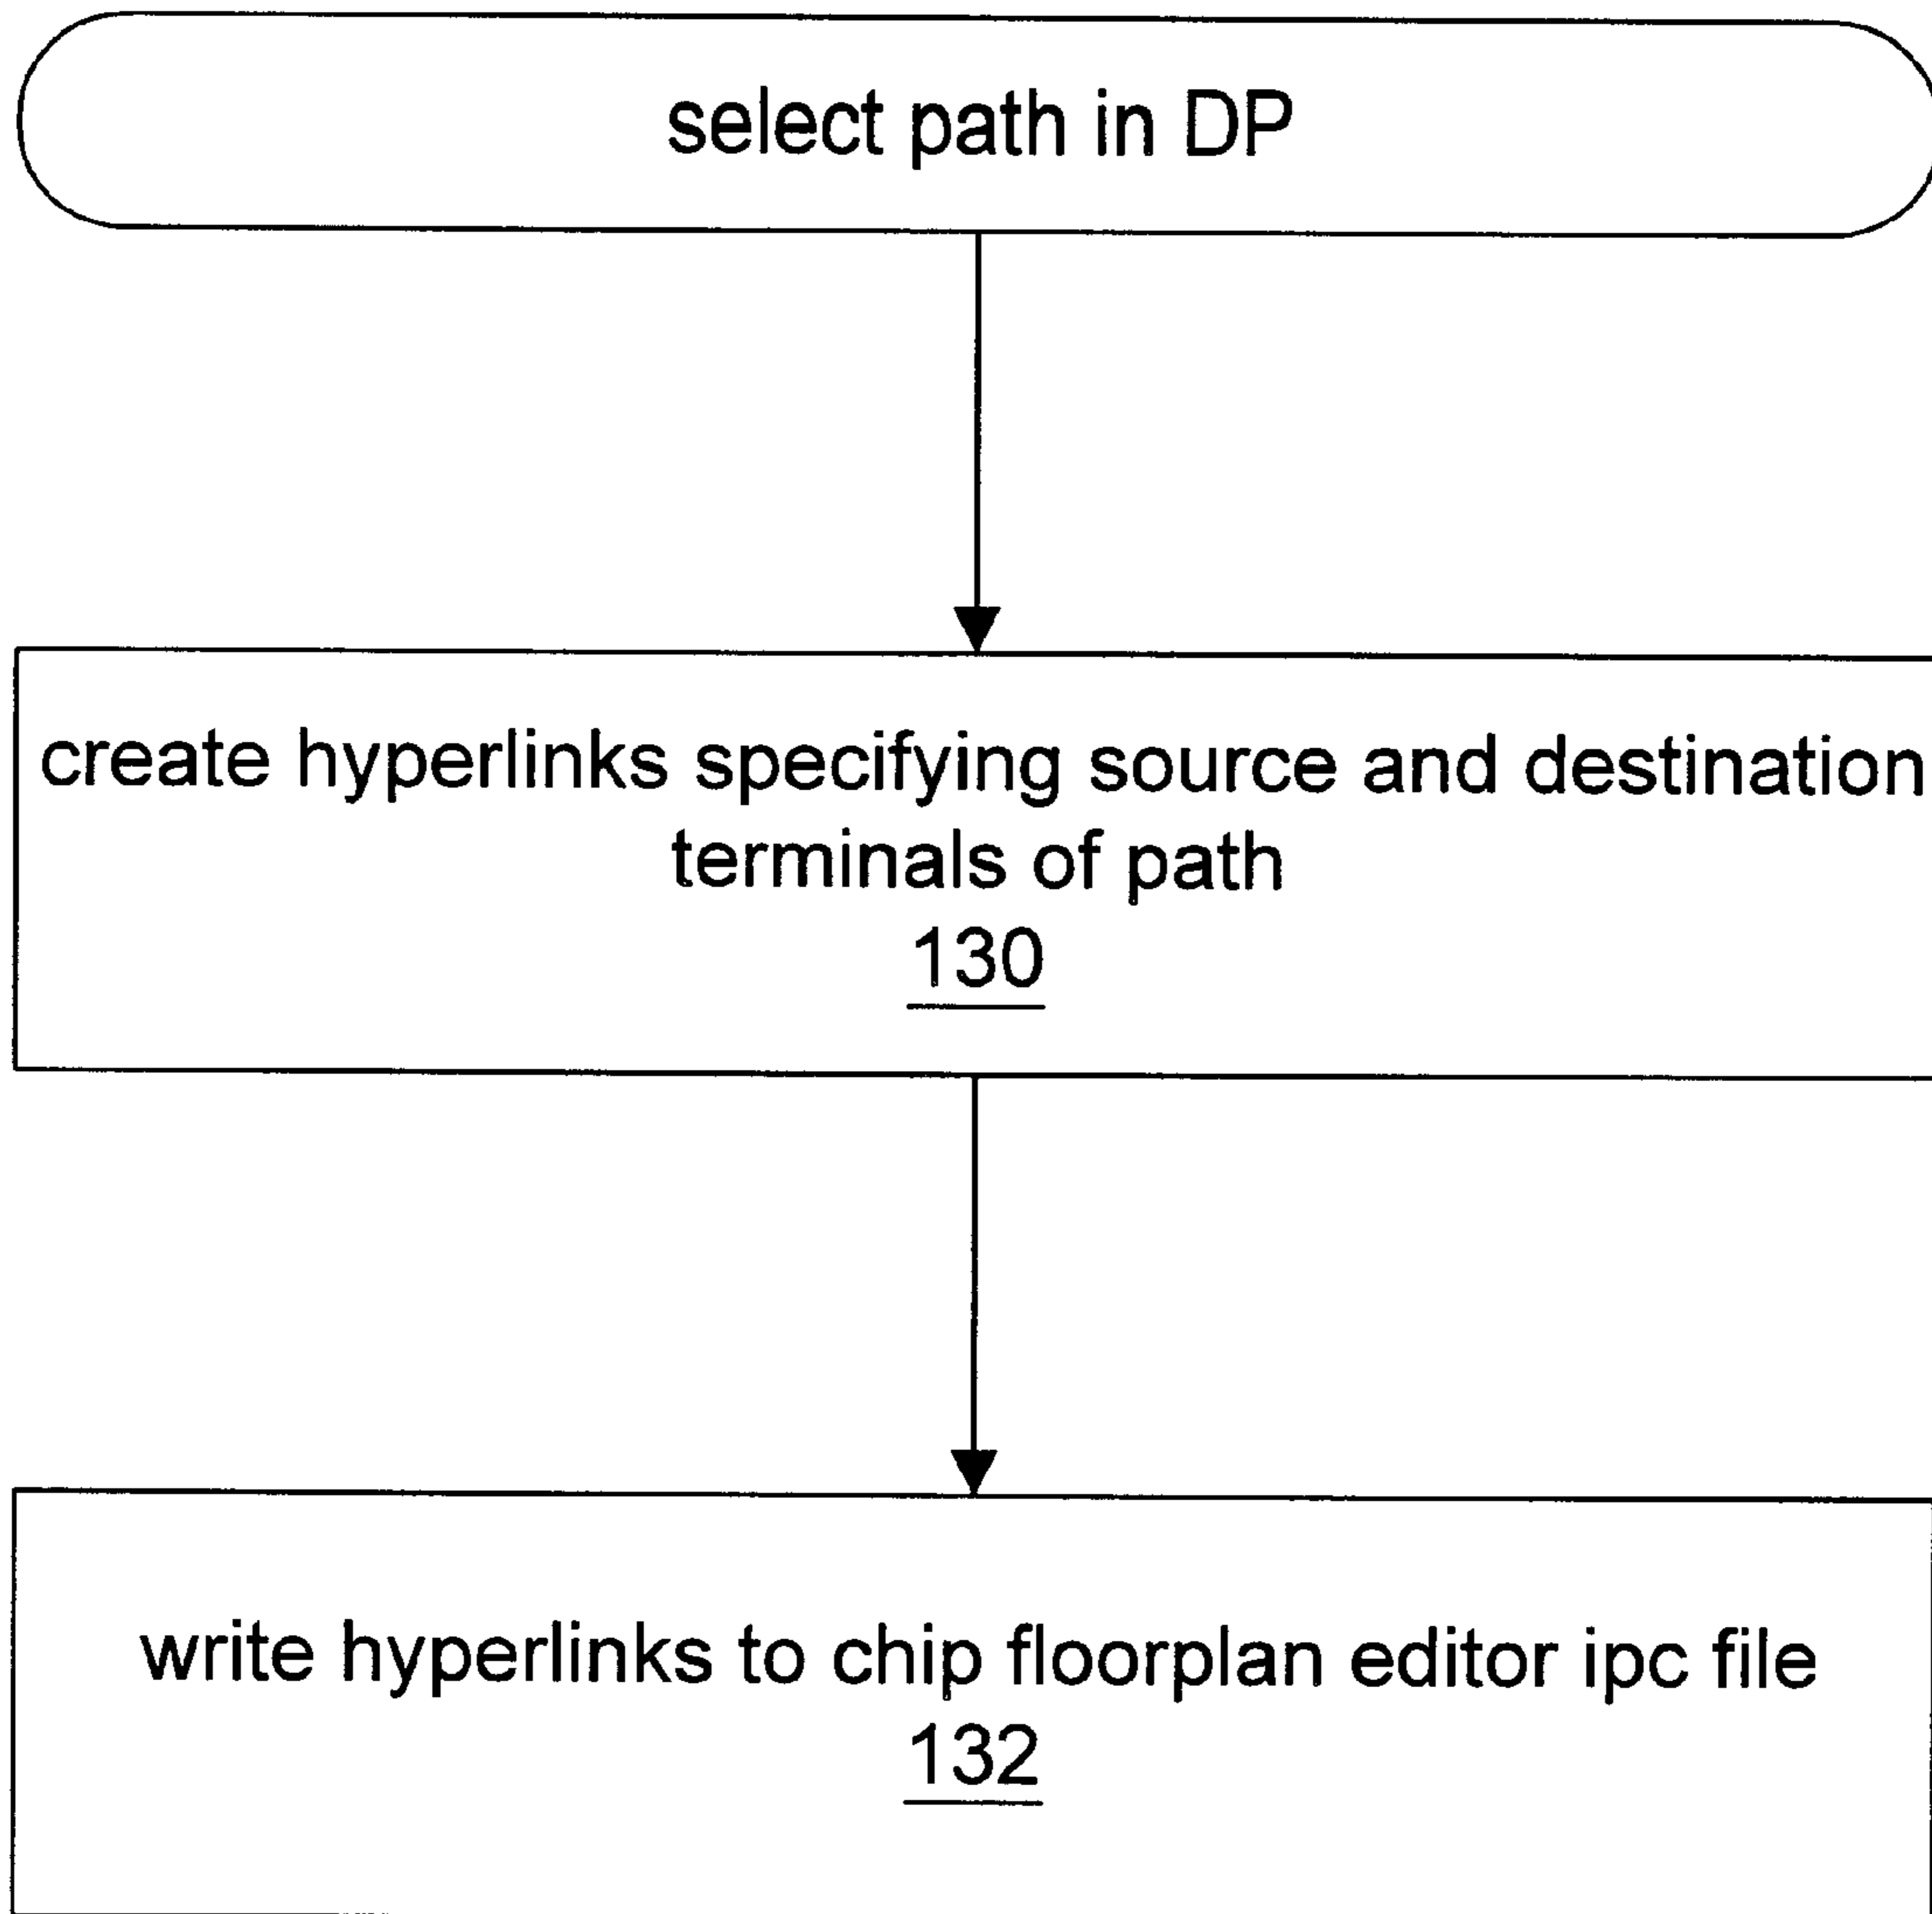 select path in DP
create hyperlinks specifying source and destination
terminals of path
130
write hyperlinks to chip floorplan editor ipc file
132